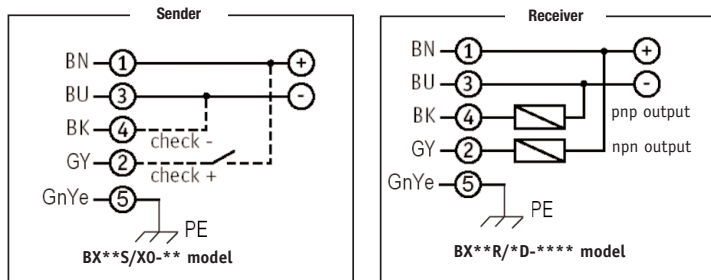 Sender
BN 1 +
BU 3 -
BK 4
check -
GY 2
check +
GnYe 5
PE
BX**S/X0-** model
Receiver
BN 1 +
BU 3 -
BK 4 pnp output
GY 2 npn output
GnYe 5
PE
BX**R/*D-**** model